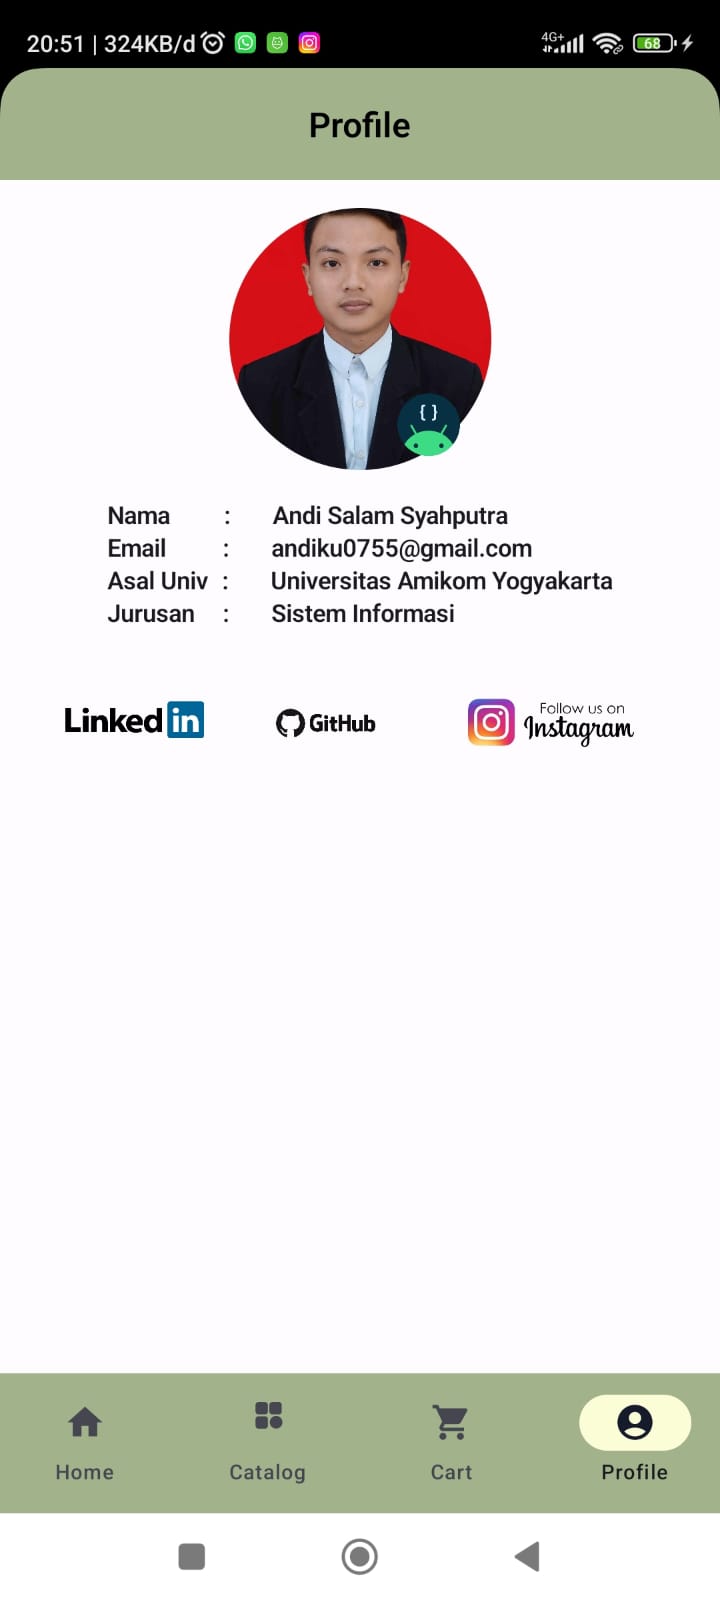 20:51 | 324KB/d
4G+
68
Profile
{ }
Nama : Andi Salam Syahputra
Email : andiku0755@gmail.com
Asal Univ : Universitas Amikom Yogyakarta
Jurusan : Sistem Informasi
Linked in
GitHub
Follow us on
Instagram
Home
Catalog
Cart
Profile